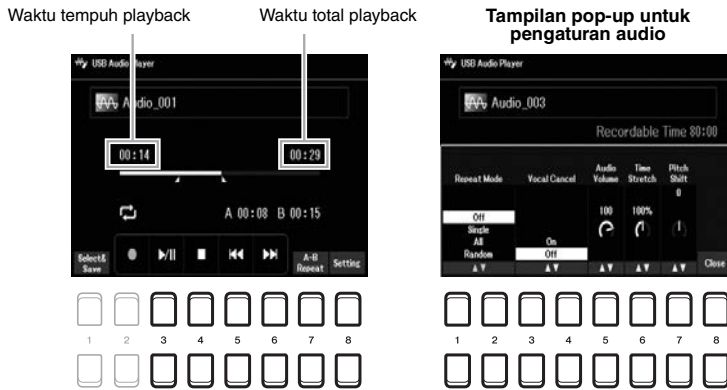 Waktu tempuh playback
Waktu total playback
USB Audio Player
Audio_001
00:14
00:29
A 00:08 B 00:15
Select&
Save
A-B
Repeat
Setting
1 2 3 4 5 6 7 8
Tampilan pop-up untuk
pengaturan audio
USB Audio Player
Audio_003
Recordable Time 80:00
Repeat Mode
Off
Single
All
Random
Vocal Cancel
On
Off
Audio
Volume
100
Time
Stretch
100%
Pitch
Shift
0
Close
1 2 3 4 5 6 7 8